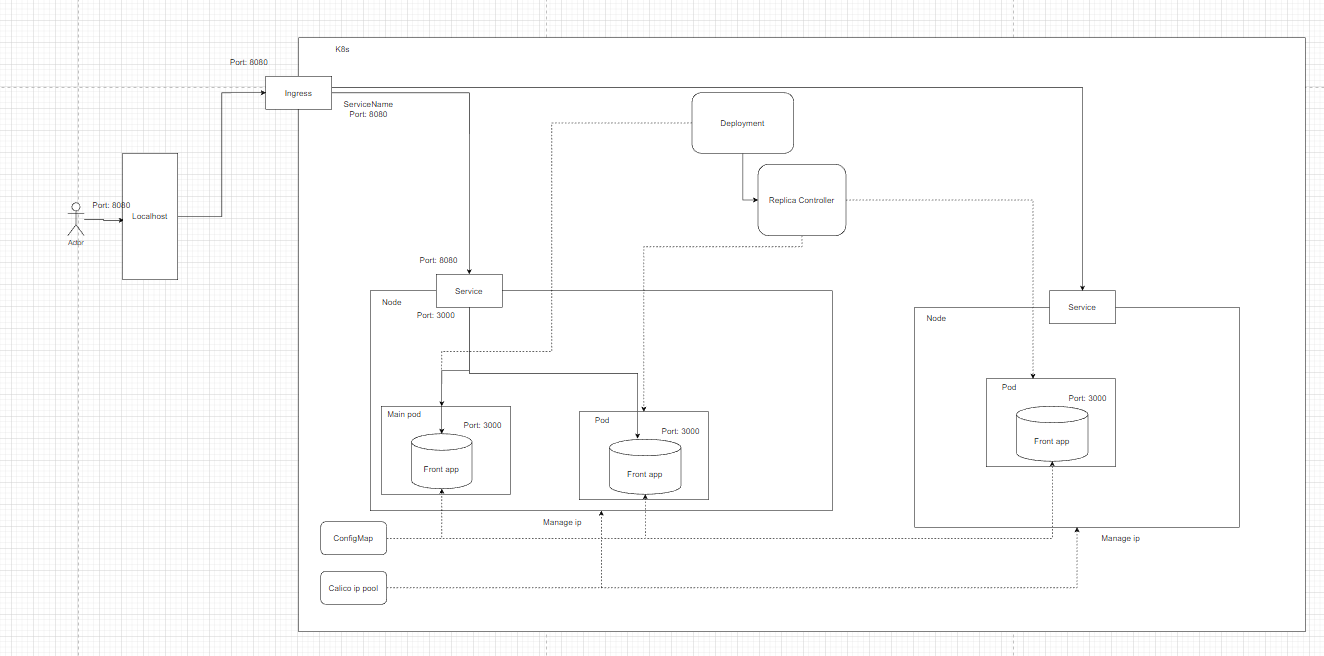 K8s
Port: 8080
Ingress
ServiceName
Port: 8080
Deployment
Replica Controller
Port: 8080
Localhost
Port: 8080
Service
Node
Port: 3000
Service
Node
Main pod
Port: 3000
Front app
Pod
Port: 3000
Front app
Pod
Port: 3000
Front app
Manage ip
ConfigMap
Manage ip
Calico ip pool